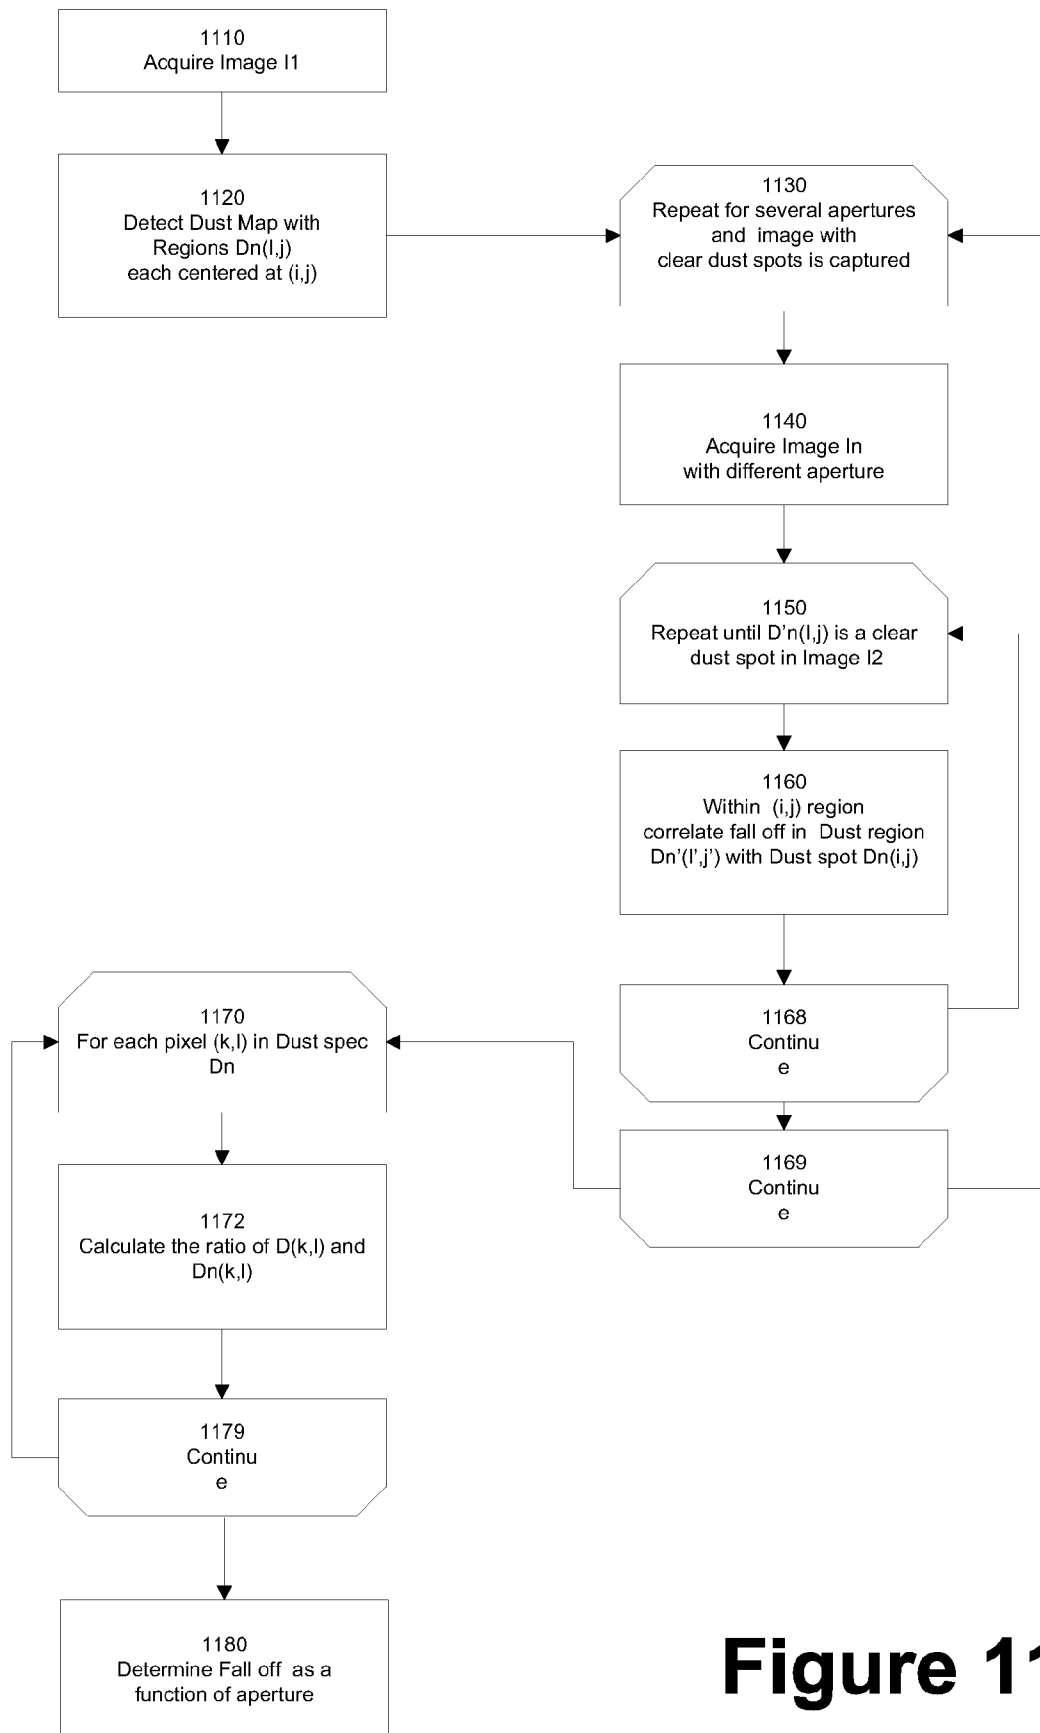 1110
Acquire Image I1
1120
Detect Dust Map with
Regions Dn(I,j)
each centered at (i,j)
1130
Repeat for several apertures
and image with
clear dust spots is captured
1140
Acquire Image In
with different aperture
1150
Repeat until D'n(I,j) is a clear
dust spot in Image I2
1160
Within (i,j) region
correlate fall off in Dust region
Dn'(I',j') with Dust spot Dn(i,j)
1168
Continu
e
1169
Continu
e
1170
For each pixel (k,l) in Dust spec
Dn
1172
Calculate the ratio of D(k,l) and
Dn(k,l)
1179
Continu
e
1180
Determine Fall off as a
function of aperture
Figure 11